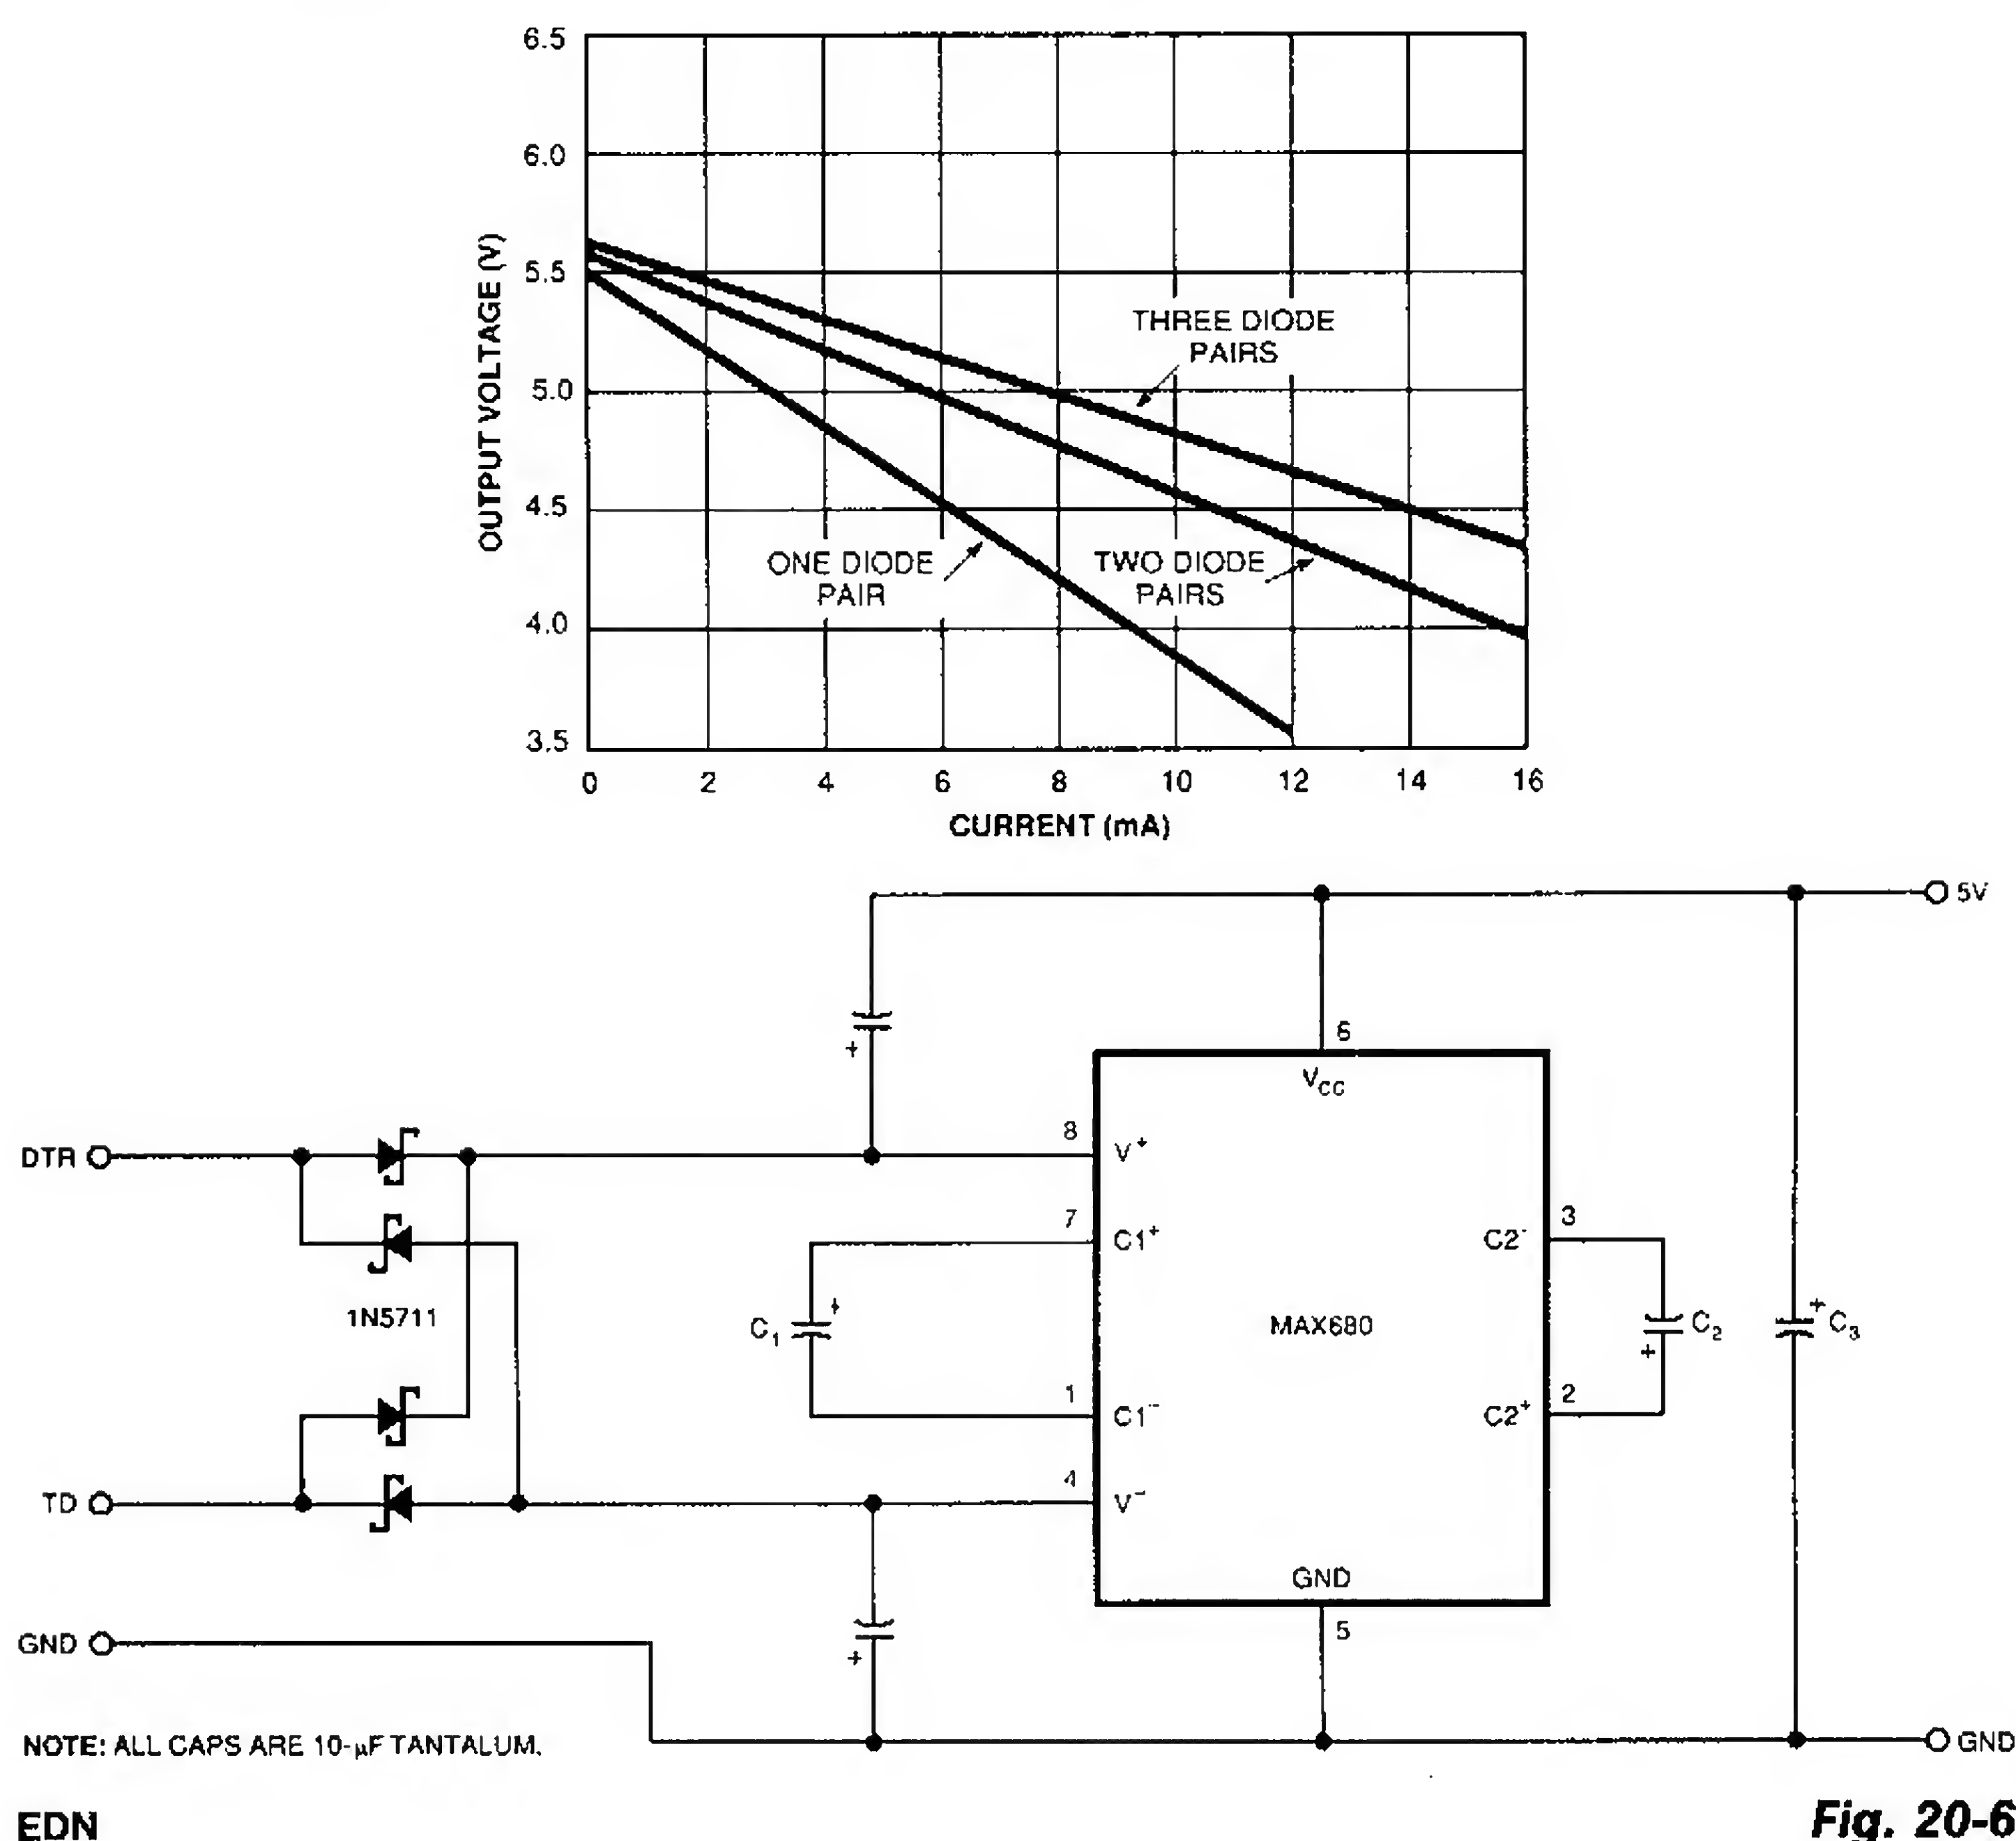 6.5
6.0
5.5
5.0
4.5
4.0
3.5
OUTPUT VOLTAGE (V)
THREE DIODE
PAIRS
ONE DIODE
PAIR
TWO DIODE
PAIRS
0 2 4 6 8 10 12 14 16
CURRENT (mA)
5V
+
6
VCC
DTR
8
V+
7
C1+
3
C2-
1N5711
+
C1
MAX680
C2
+
+
C3
1
C1-
2
C2+
TD
4
V-
GND
5
GND
+
NOTE: ALL CAPS ARE 10-µF TANTALUM.
GND
EDN
Fig. 20-6